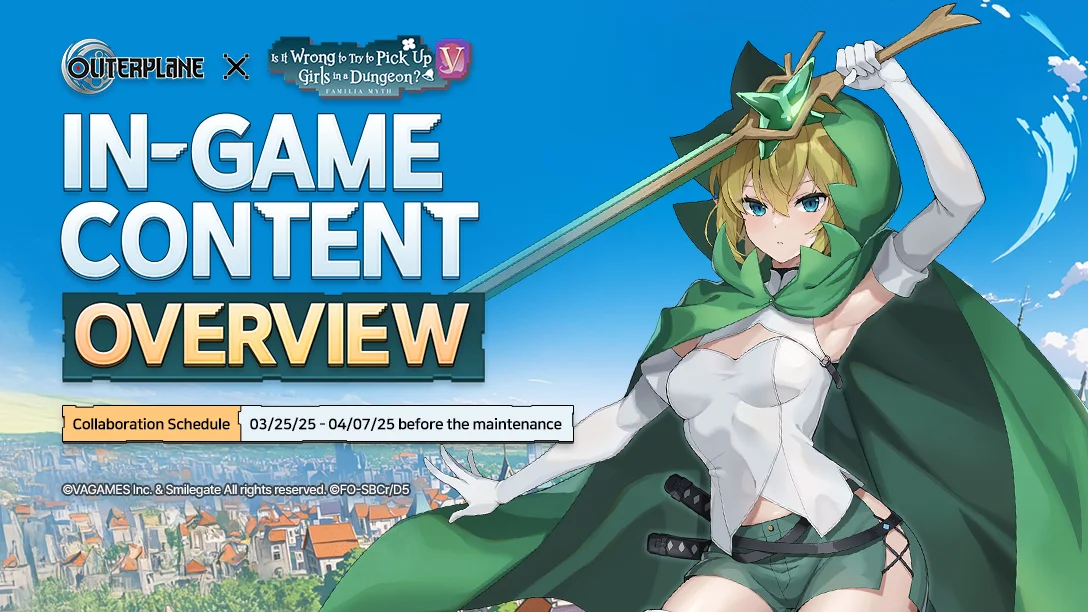 OUTERPLANE
Is It Wrong to Try to Pick Up
Girls in a Dungeon? V
FAMILIA MYTH
IN-GAME
CONTENT
OVERVIEW
Collaboration Schedule 03/25/25 - 04/07/25 before the maintenance
©VAGAMES Inc. & Smilegate All rights reserved. ©FO-SBCr/D5